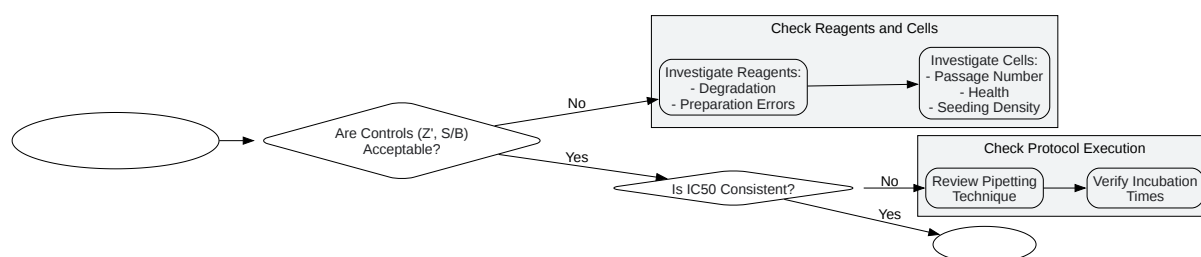 Check Reagents and Cells
Investigate Reagents:
- Degradation
- Preparation Errors
Investigate Cells:
- Passage Number
- Health
- Seeding Density
No
Are Controls (Z', S/B)
Acceptable?
Yes
Is IC50 Consistent?
No
Check Protocol Execution
Review Pipetting
Technique
Verify Incubation
Times
Yes